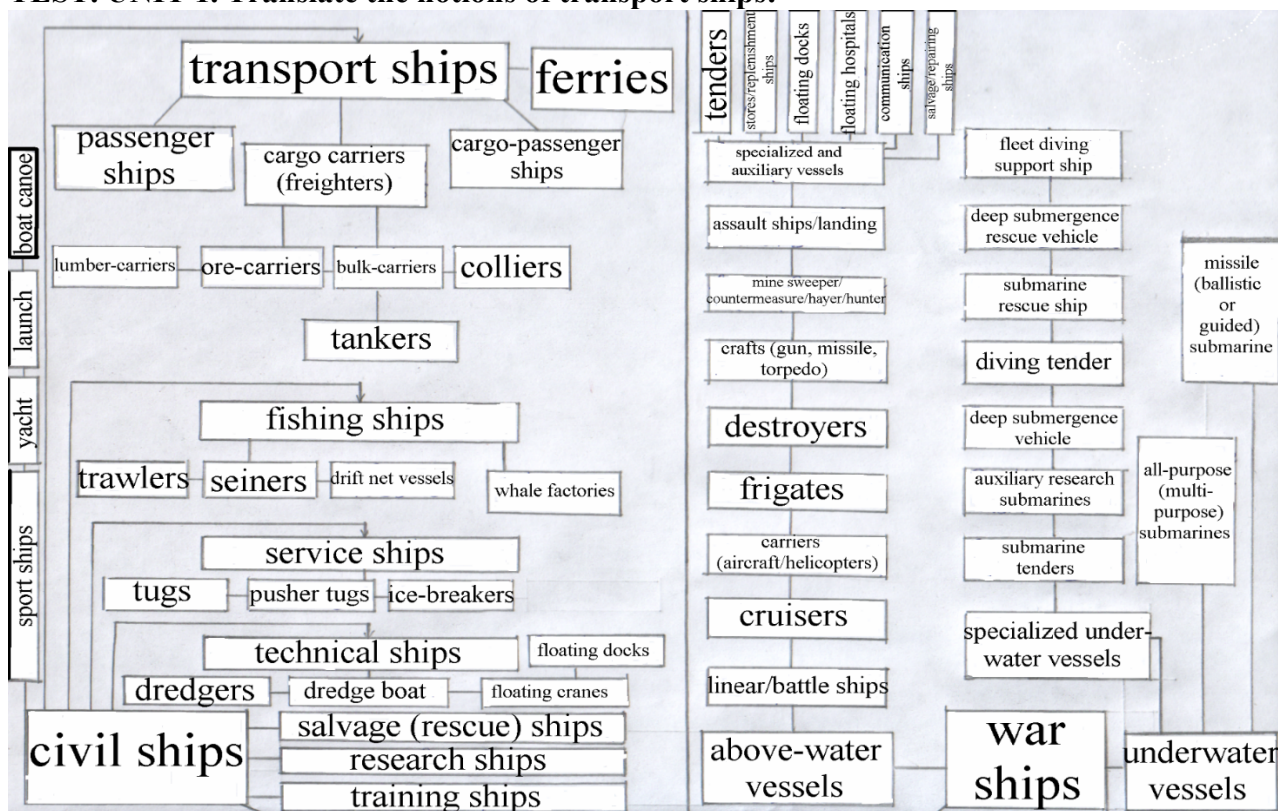 TEST: UNIT 1. Translate the notions of transport ships.
transport ships
ferries
passenger
ships
cargo carriers
(freighters)
cargo-passenger
ships
lumber-carriers
ore-carriers
bulk-carriers
colliers
tankers
boat canoe
launch
yacht
sport ships
fishing ships
trawlers
seiners
drift net vessels
whale factories
service ships
tugs
pusher tugs
ice-breakers
technical ships
floating docks
dredgers
dredge boat
floating cranes
civil ships
salvage (rescue) ships
research ships
training ships
tenders
stores/replenishment
ships
floating docks
floating hospitals
communication
ships
salvage/repairing
ships
specialized and
auxiliary vessels
assault ships/landing
mine sweeper/
countermeasure/hayer/hunter
crafts (gun, missile,
torpedo)
destroyers
frigates
carriers
(aircraft/helicopters)
cruisers
linear/battle ships
above-water
vessels
fleet diving
support ship
deep submergence
rescue vehicle
submarine
rescue ship
diving tender
deep submergence
vehicle
auxiliary research
submarines
submarine
tenders
specialized under-
water vessels
war
ships
missile
(ballistic
or
guided)
submarine
all-purpose
(multi-
purpose)
submarines
underwater
vessels